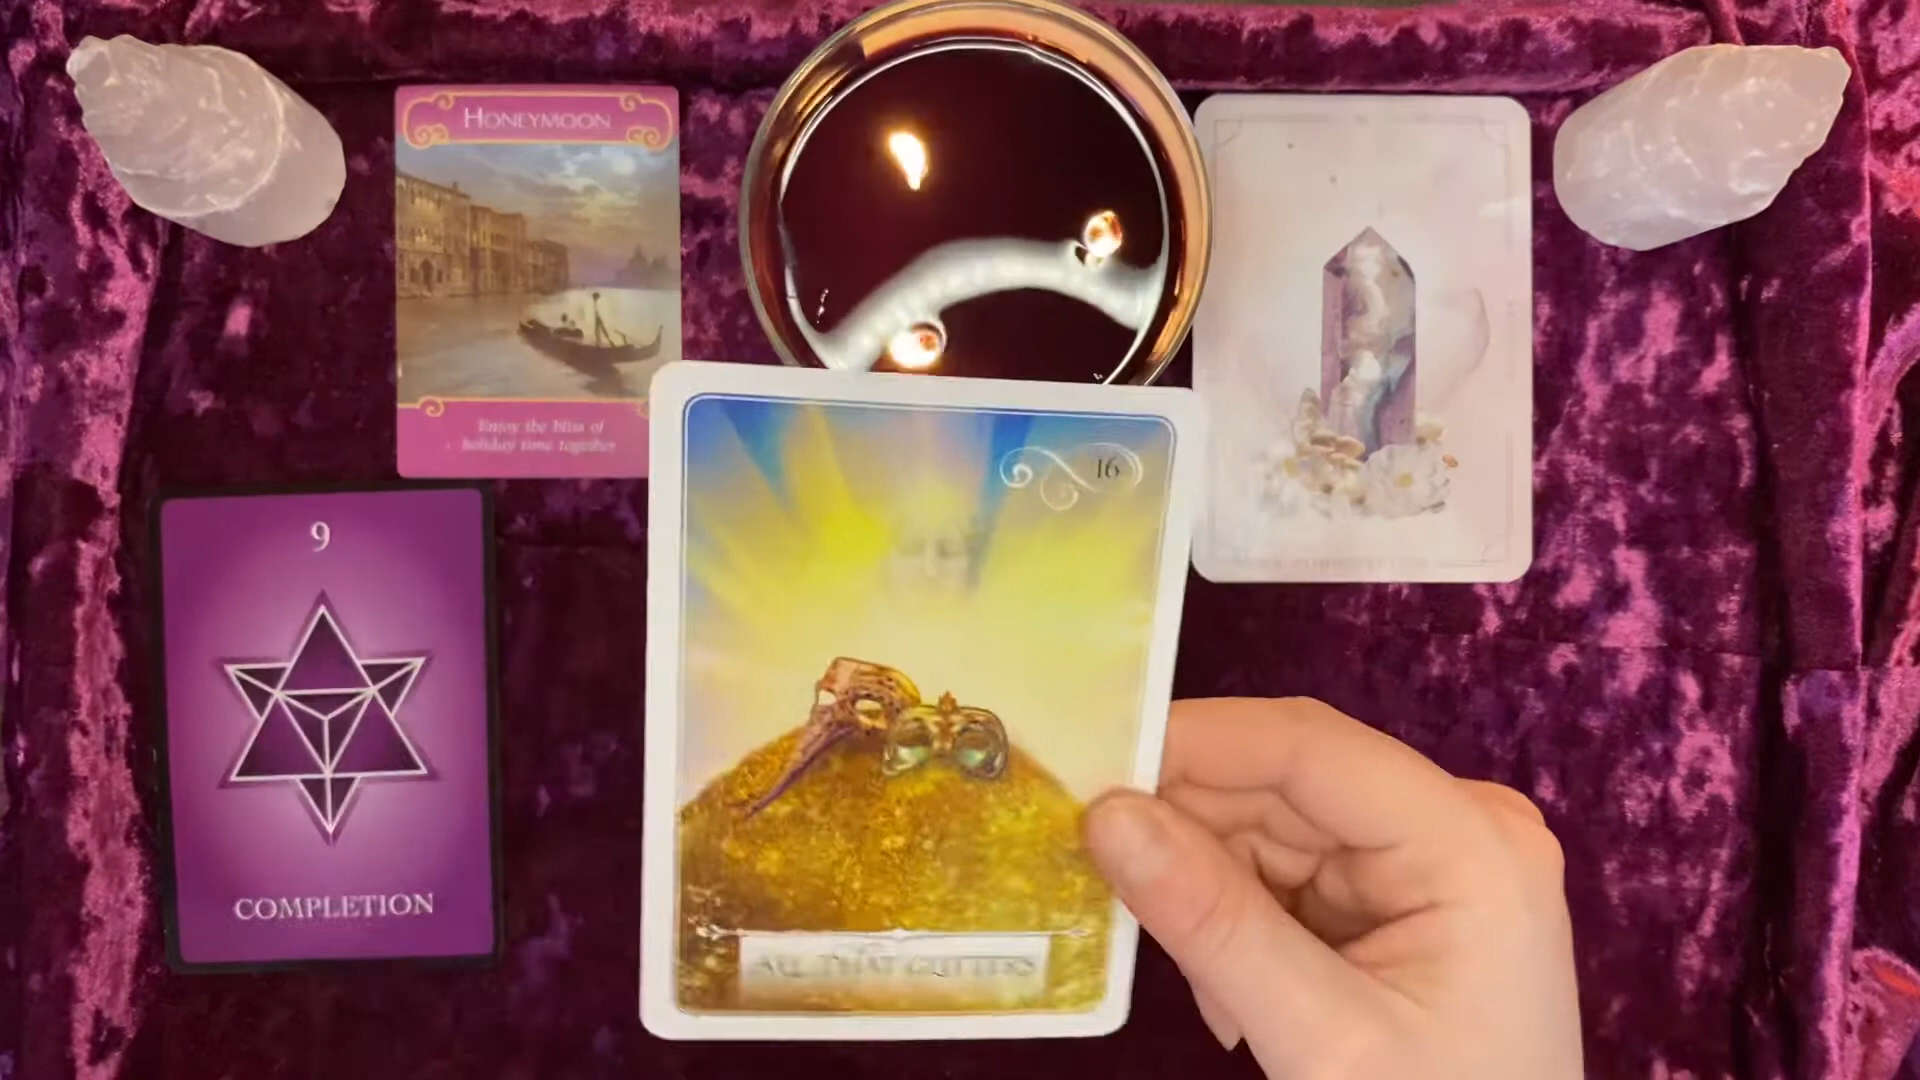 HONEYMOON
Enjoy the bliss of
holiday time together
16
9
COMPLETION
ALL THAT GLITTERS